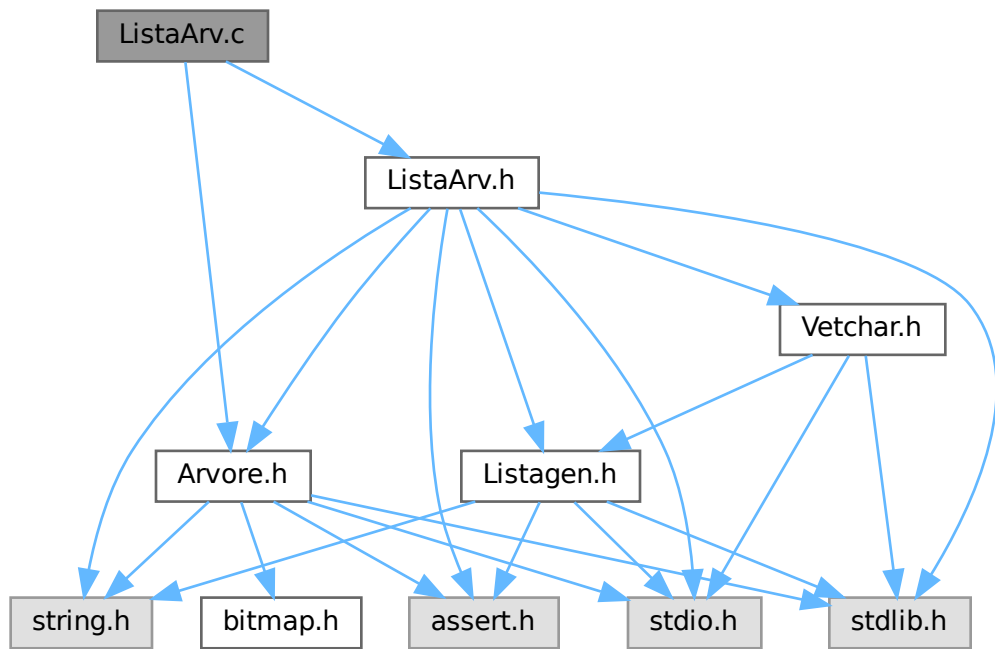 ListaArv.c
ListaArv.h
Vetchar.h
Arvore.h
Listagen.h
string.h
bitmap.h
assert.h
stdio.h
stdlib.h